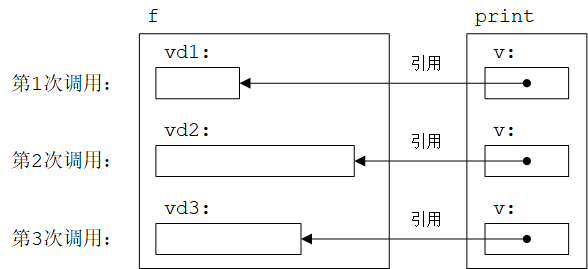 f print
vd1: v:
第1次调用: 引用
vd2: v:
第2次调用: 引用
vd3: v:
第3次调用: 引用